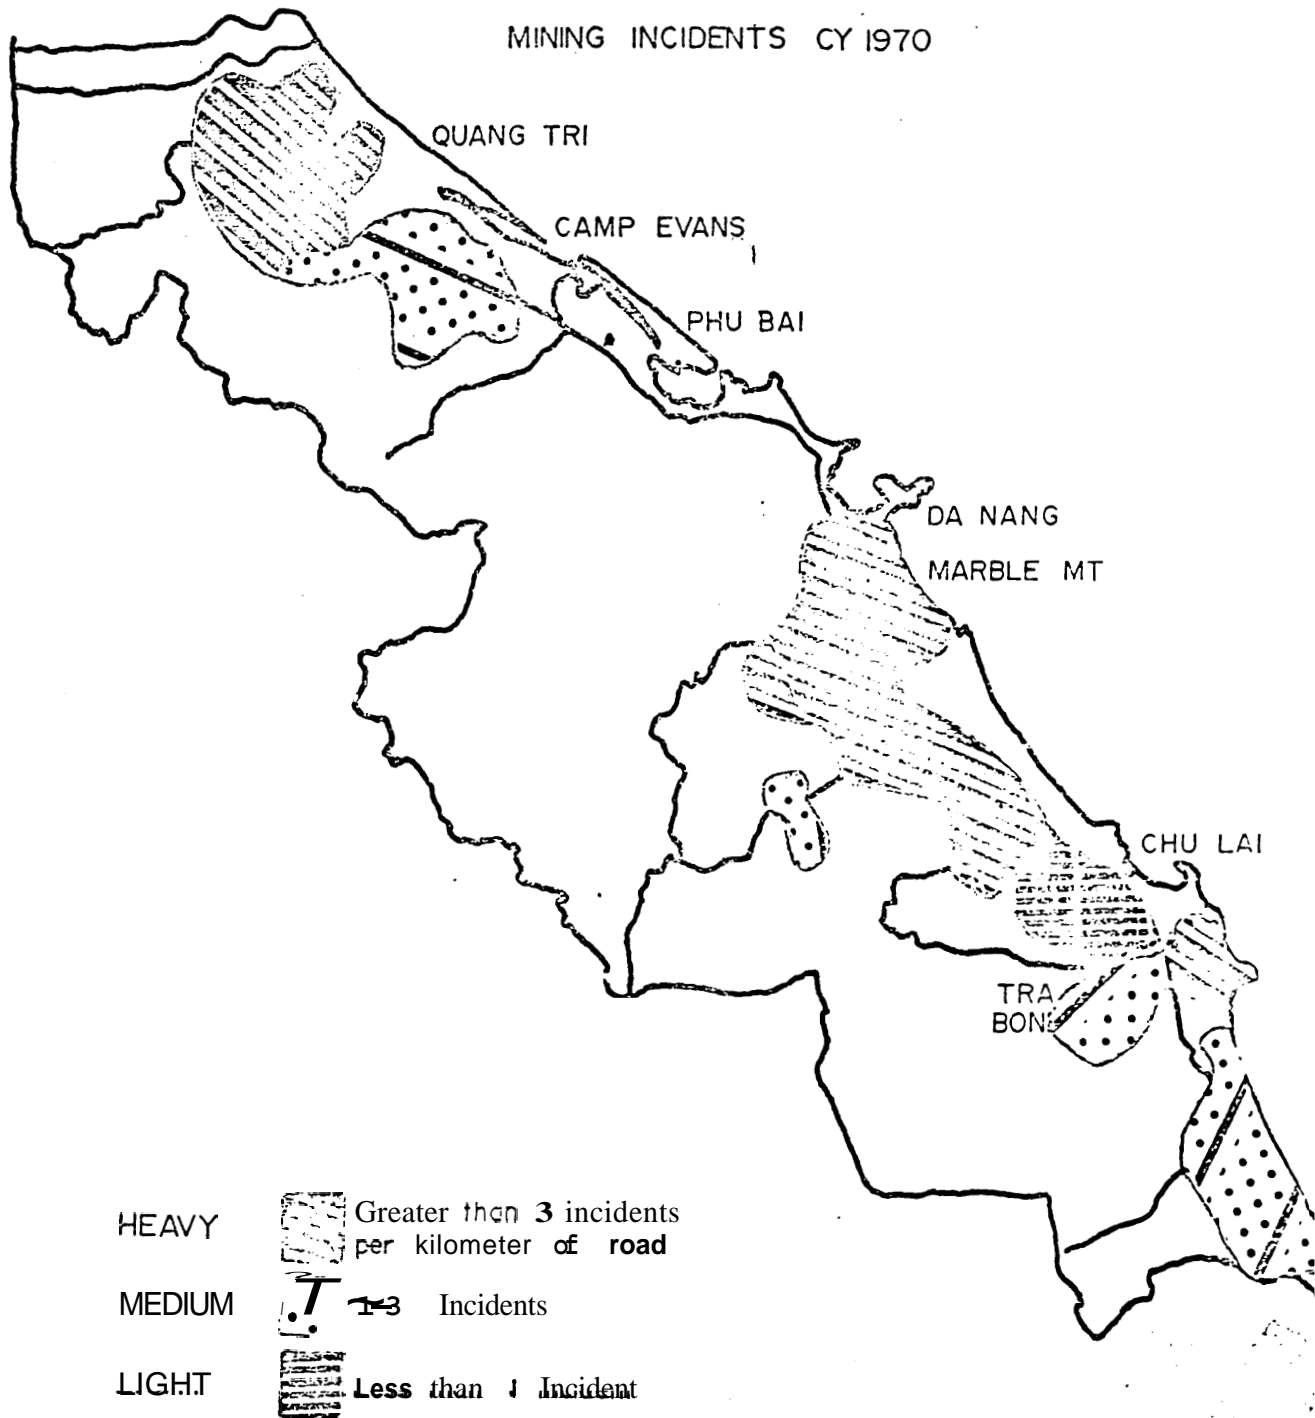 MINING INCIDENTS CY 1970
QUANG TRI
CAMP EVANS
PHU BAI
DA NANG
MARBLE MT
CHU LAI
TRA
BON
HEAVY
Greater than 3 incidents
per kilometer of road
MEDIUM
1-3 Incidents
LIGHT
Less than 1 Incident